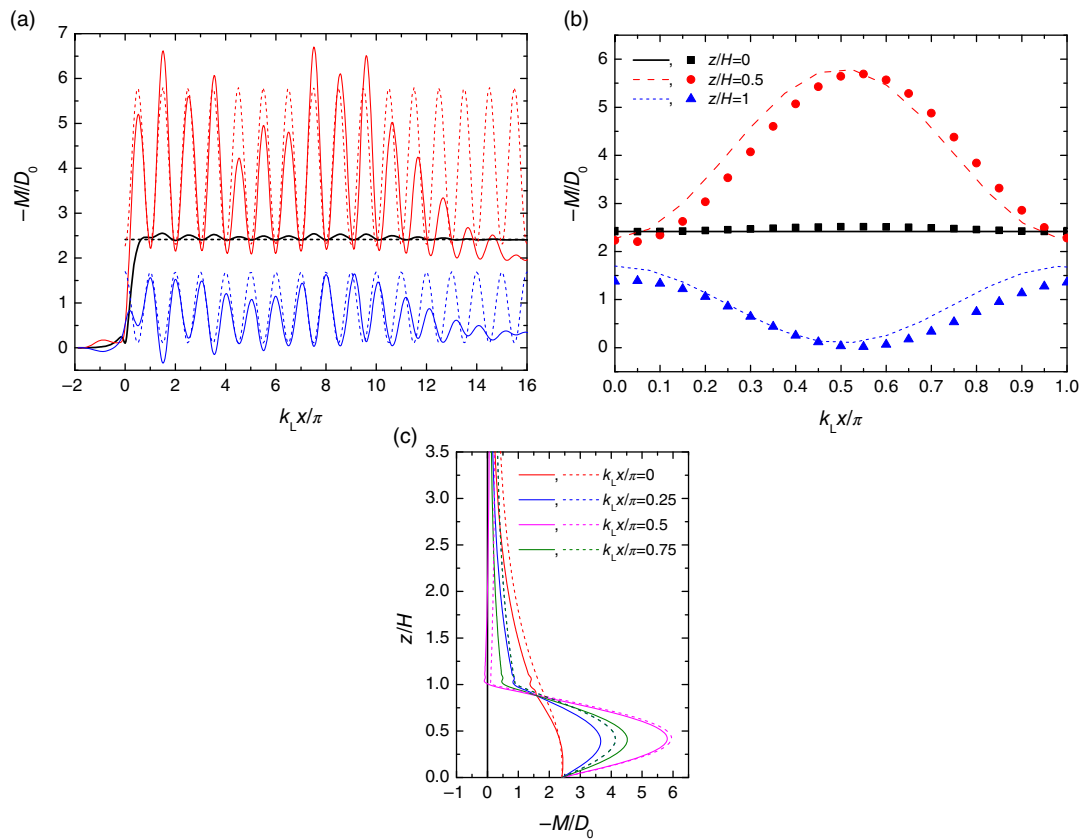 (a)
7
6
5
4
3
2
1
0
−M/D0
−2 0 2 4 6 8 10 12 14 16
kLx/π
(b)
6
5
4
3
2
1
0
−M/D0
, z/H=0
, z/H=0.5
, z/H=1
0.0 0.1 0.2 0.3 0.4 0.5 0.6 0.7 0.8 0.9 1.0
kLx/π
(c)
3.5
3.0
2.5
2.0
1.5
1.0
0.5
0.0
z/H
, kLx/π=0
, kLx/π=0.25
, kLx/π=0.5
, kLx/π=0.75
−1 0 1 2 3 4 5 6
−M/D0